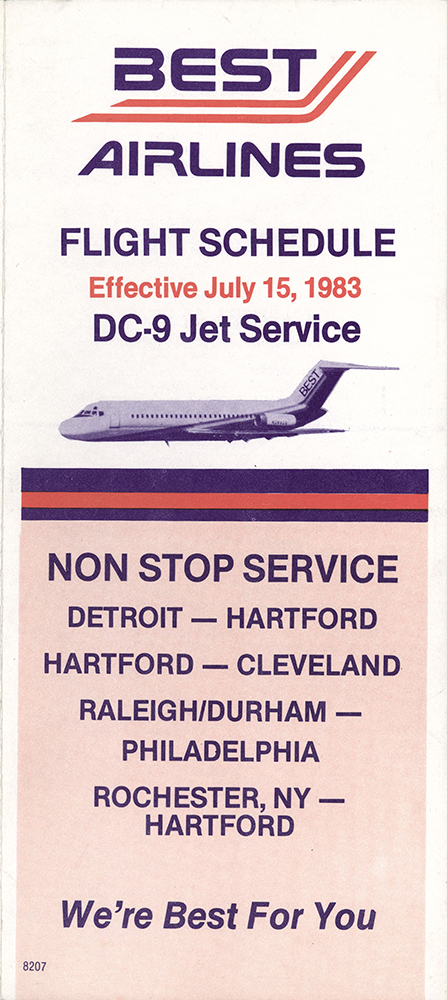 BEST
AIRLINES
FLIGHT SCHEDULE
Effective July 15, 1983
DC-9 Jet Service
BEST
NON STOP SERVICE
DETROIT — HARTFORD
HARTFORD — CLEVELAND
RALEIGH/DURHAM —
PHILADELPHIA
ROCHESTER, NY —
HARTFORD
We're Best For You
8207